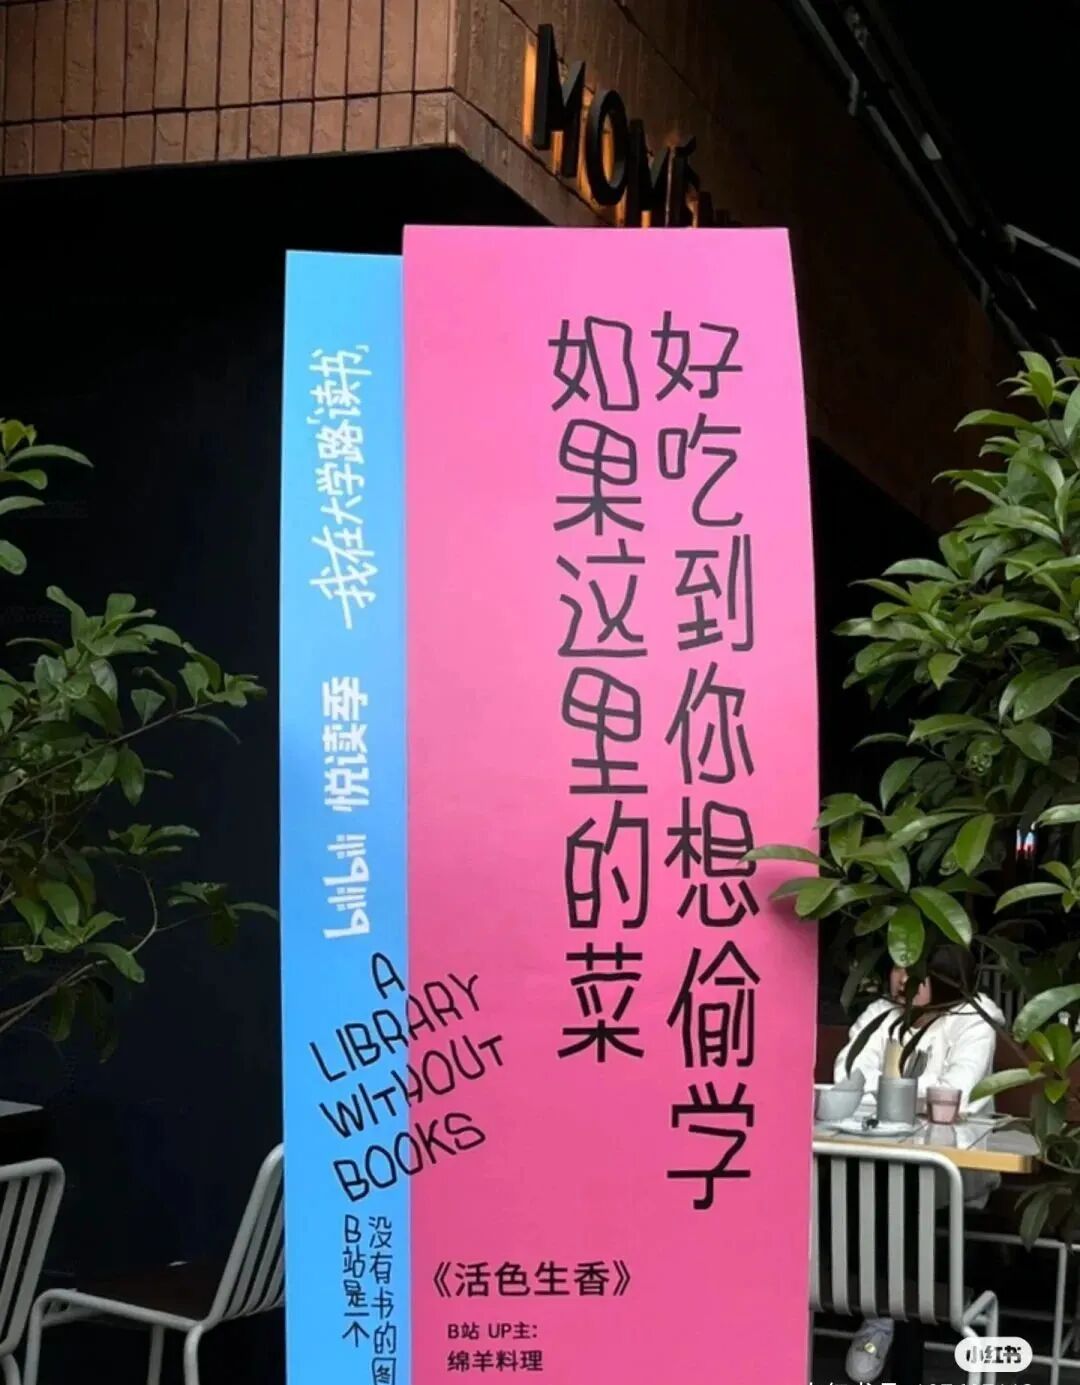 MOME
如果这里的菜
好吃到你想偷学
bilibili 悦读季 我在大学路「读书」
A
LIBRARY
WITHOUT
BOOKS
B站是一个
没有书的图
《活色生香》
B站 UP主:
绵羊料理
小红书